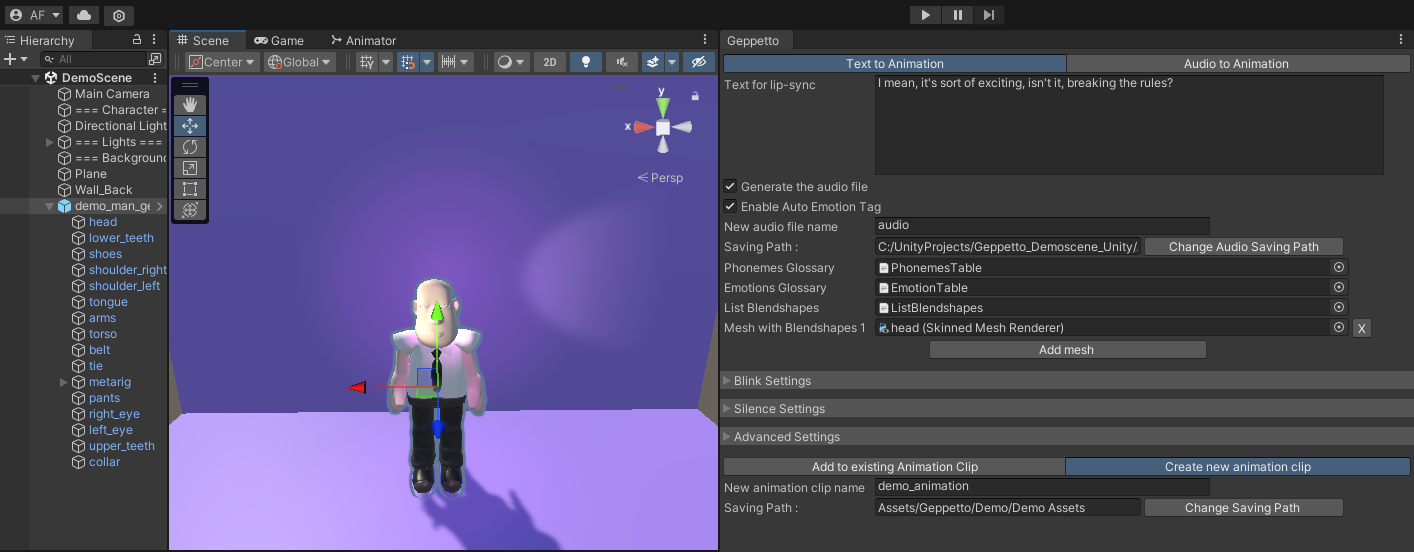 AF
Hierarchy
All
DemoScene
Main Camera
=== Character =
Directional Light
=== Lights ===
=== Background
Plane
Wall_Back
demo_man_ge
head
lower_teeth
shoes
shoulder_right
shoulder_left
tongue
arms
torso
belt
tie
metarig
pants
right_eye
left_eye
upper_teeth
collar
Scene
Game
Animator
Center
Global
2D
y
x
Persp
Geppetto
Text to Animation
Audio to Animation
Text for lip-sync
I mean, it's sort of exciting, isn't it, breaking the rules?
Generate the audio file
Enable Auto Emotion Tag
New audio file name
audio
Saving Path :
C:/UnityProjects/Geppetto_Demoscene_Unity/.
Change Audio Saving Path
Phonemes Glossary
PhonemesTable
Emotions Glossary
EmotionTable
List Blendshapes
ListBlendshapes
Mesh with Blendshapes 1
head (Skinned Mesh Renderer)
X
Add mesh
Blink Settings
Silence Settings
Advanced Settings
Add to existing Animation Clip
Create new animation clip
New animation clip name
demo_animation
Saving Path :
Assets/Geppetto/Demo/Demo Assets
Change Saving Path